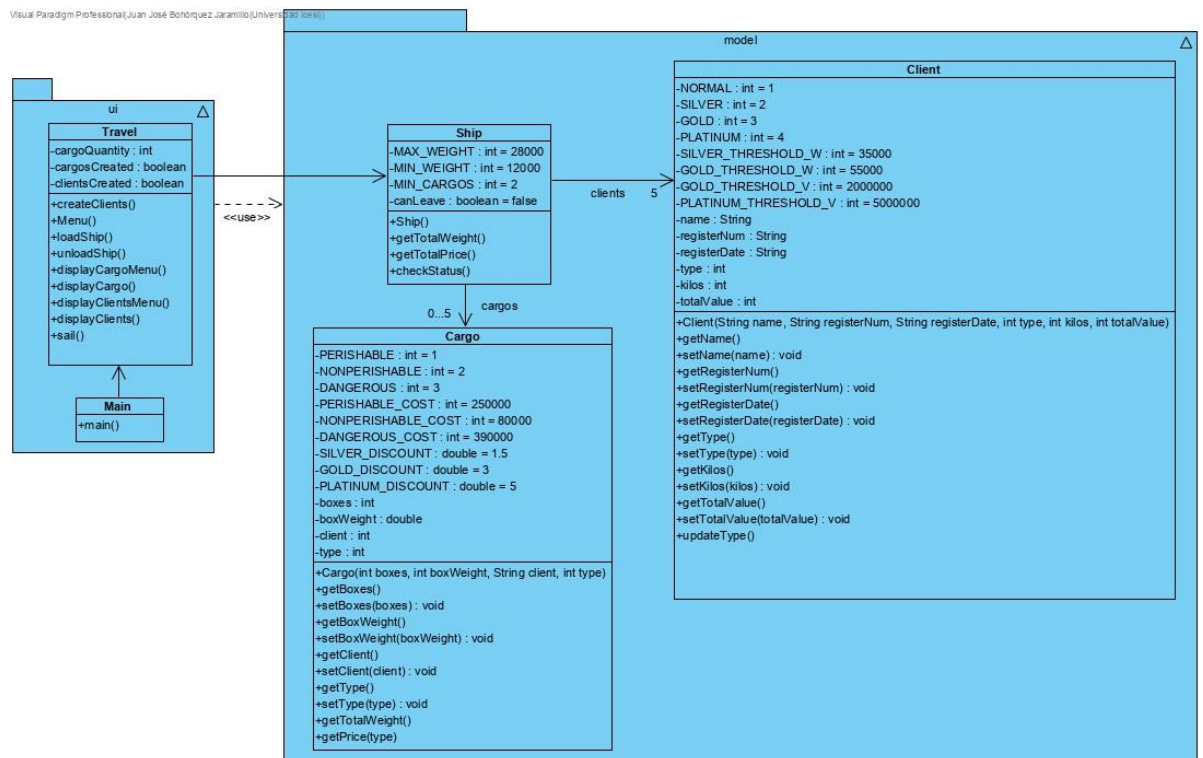 Visual Paradigm Professional(Juan José Bohórquez Jaramillo(Universidad Icesi))
ui
Travel
-cargoQuantity : int
-cargosCreated : boolean
-clientsCreated : boolean
+createClients()
+Menu()
+loadShip()
+unloadShip()
+displayCargoMenu()
+displayCargo()
+displayClientsMenu()
+displayClients()
+sail()
Main
+main()
<<use>>
model
Ship
-MAX_WEIGHT : int = 28000
-MIN_WEIGHT : int = 12000
-MIN_CARGOS : int = 2
-canLeave : boolean = false
+Ship()
+getTotalWeight()
+getTotalPrice()
+checkStatus()
clients 5
0...5 cargos
Cargo
-PERISHABLE : int = 1
-NONPERISHABLE : int = 2
-DANGEROUS : int = 3
-PERISHABLE_COST : int = 250000
-NONPERISHABLE_COST : int = 80000
-DANGEROUS_COST : int = 390000
-SILVER_DISCOUNT : double = 1.5
-GOLD_DISCOUNT : double = 3
-PLATINUM_DISCOUNT : double = 5
-boxes : int
-boxWeight : double
-client : int
-type : int
+Cargo(int boxes, int boxWeight, String client, int type)
+getBoxes()
+setBoxes(boxes) : void
+getBoxWeight()
+setBoxWeight(boxWeight) : void
+getClient()
+setClient(client) : void
+getType()
+setType(type) : void
+getTotalWeight()
+getPrice(type)
Client
-NORMAL : int = 1
-SILVER : int = 2
-GOLD : int = 3
-PLATINUM : int = 4
-SILVER_THRESHOLD_W : int = 35000
-GOLD_THRESHOLD_W : int = 55000
-GOLD_THRESHOLD_V : int = 2000000
-PLATINUM_THRESHOLD_V : int = 5000000
-name : String
-registerNum : String
-registerDate : String
-type : int
-kilos : int
-totalValue : int
+Client(String name, String registerNum, String registerDate, int type, int kilos, int totalValue)
+getName()
+setName(name) : void
+getRegisterNum()
+setRegisterNum(registerNum) : void
+getRegisterDate()
+setRegisterDate(registerDate) : void
+getType()
+setType(type) : void
+getKilos()
+setKilos(kilos) : void
+getTotalValue()
+setTotalValue(totalValue) : void
+updateType()